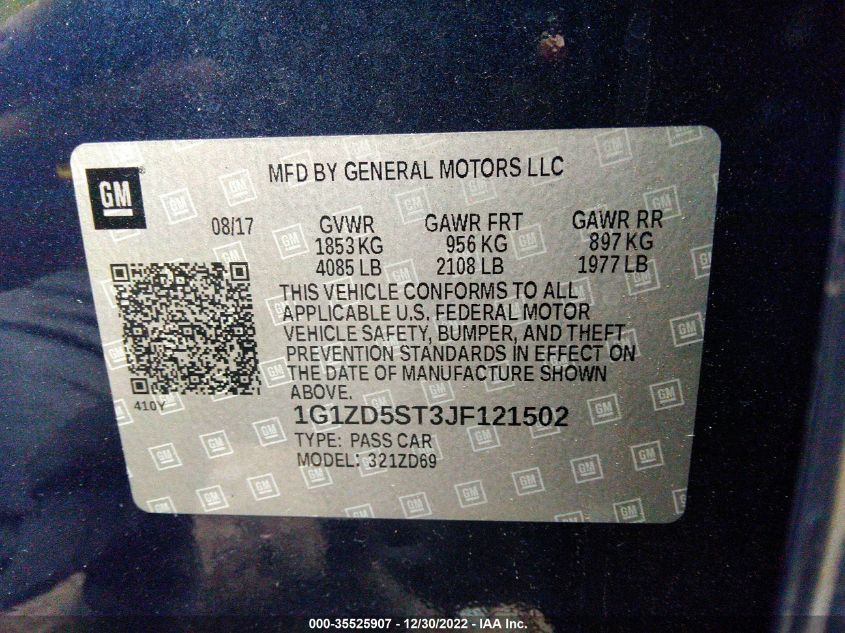 MFD BY GENERAL MOTORS LLC
GM
08/17 GVWR GAWR FRT GAWR RR
1853 KG 956 KG 897 KG
4085 LB 2108 LB 1977 LB
THIS VEHICLE CONFORMS TO ALL
APPLICABLE U.S. FEDERAL MOTOR
VEHICLE SAFETY, BUMPER, AND THEFT
PREVENTION STANDARDS IN EFFECT ON
THE DATE OF MANUFACTURE SHOWN
ABOVE.
410Y
1G1ZD5ST3JF121502
TYPE: PASS CAR
MODEL: 321ZD69
000-35525907 - 12/30/2022 - IAA Inc.